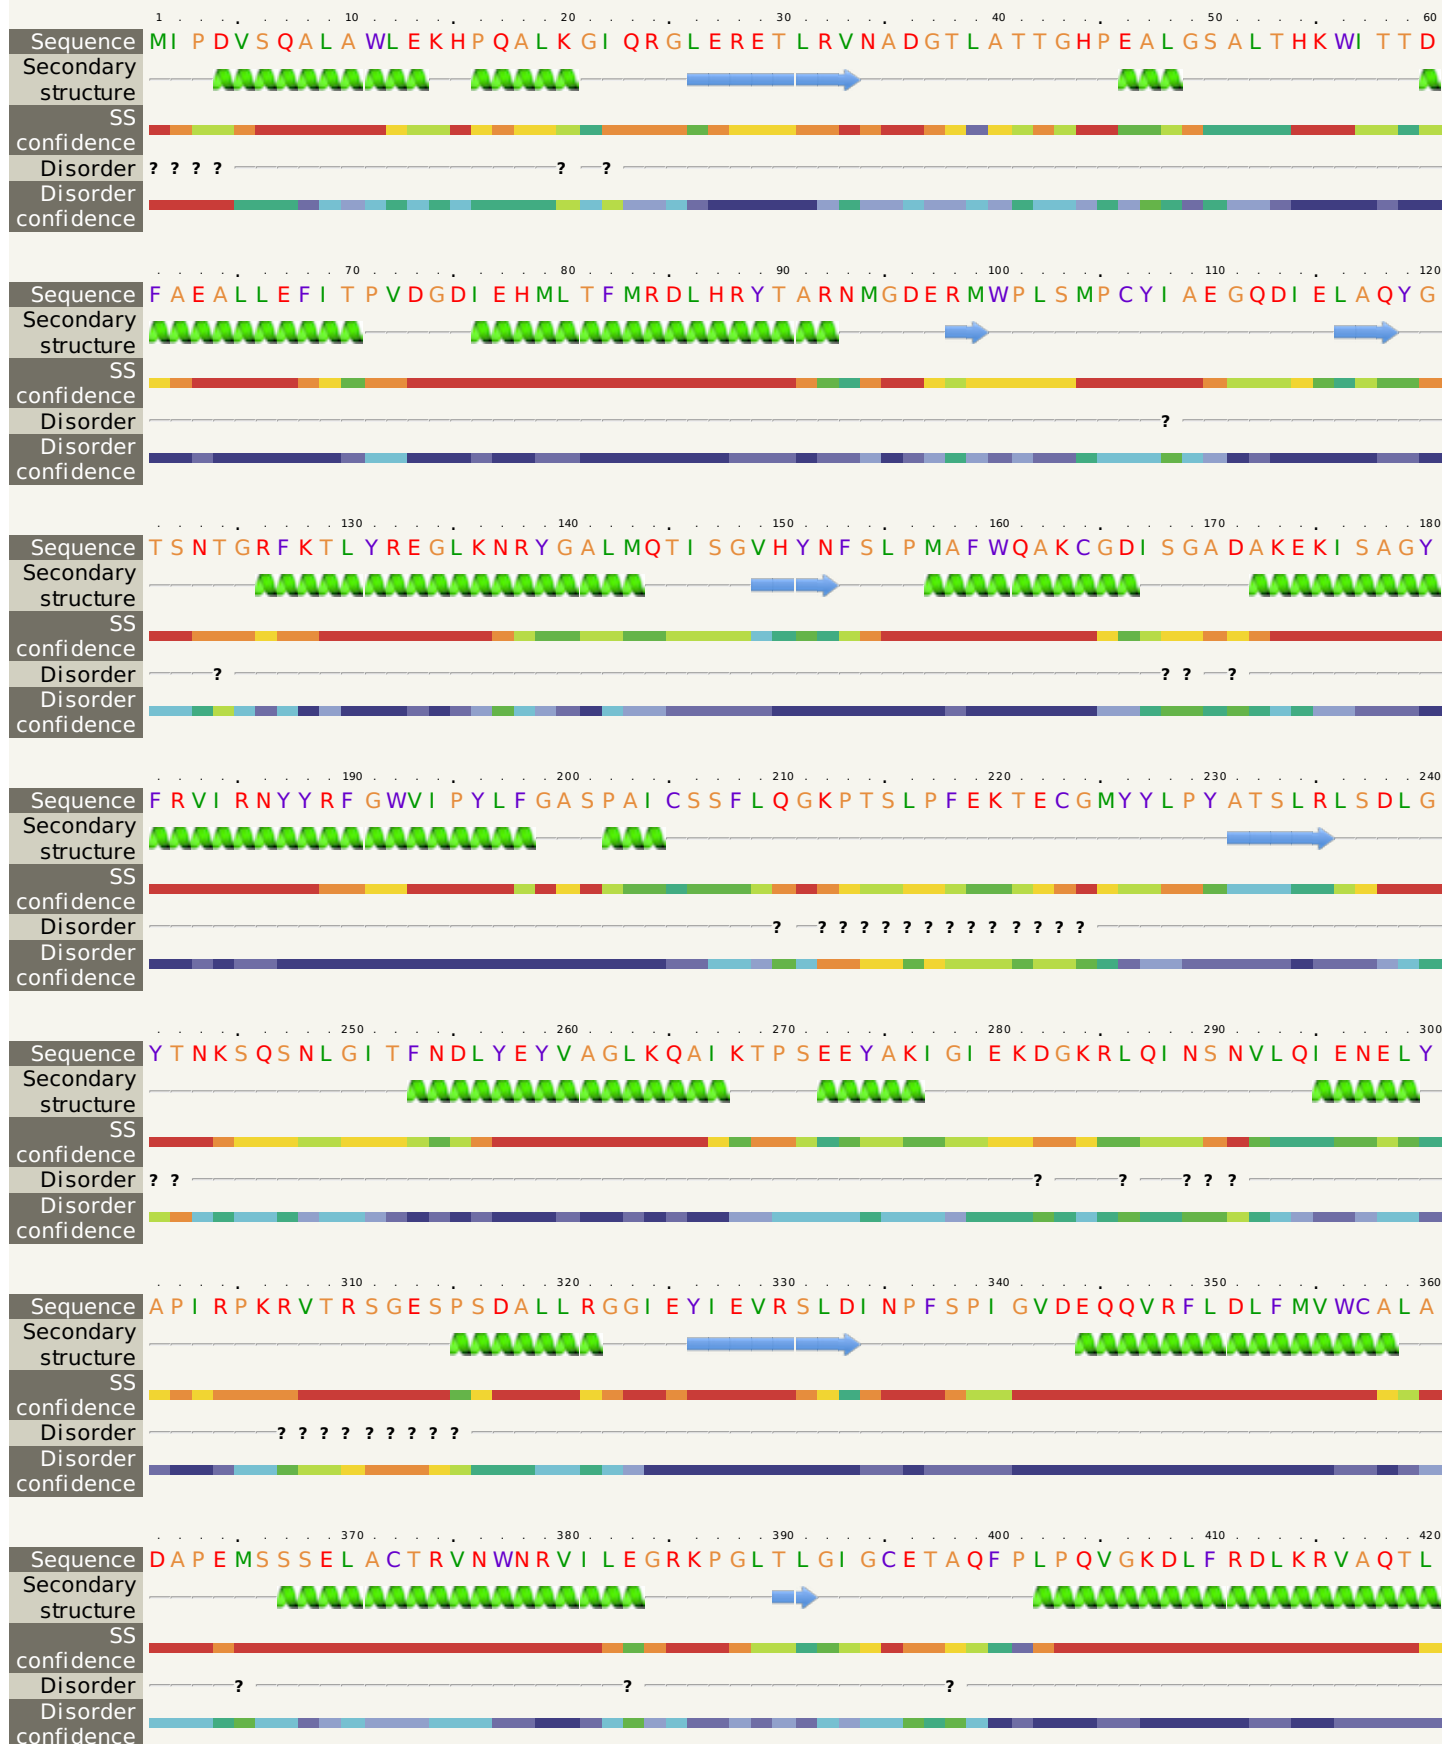 1 10 20 30 40 50 60
Sequence MIPDVSQALAWLEKHPQALKGIQRGLERETLRVNADGTLATTGHPEALGSALTHKWITTD
Secondary
structure
SS
confidence
Disorder ? ? ? ? ? ?
Disorder
confidence
70 80 90 100 110 120
Sequence FAEALLEFITPVDGDIEHMLTFMRDLHRYTARNMGDERMWPLSMPCYIAEGQDIELAQYG
Secondary
structure
SS
confidence
Disorder ?
Disorder
confidence
130 140 150 160 170 180
Sequence TSNTGRFKTLYREGLKNRYGALMQTISGVHYNFSLPMAFWQAKCGDISGADAKEKISAGY
Secondary
structure
SS
confidence
Disorder ? ? ? ?
Disorder
confidence
190 200 210 220 230 240
Sequence FRVIRNYYRFGWVIPYLFGASPAICSSFLQGKPTSLPFEKTECGMYYLPYATSLRLSDLG
Secondary
structure
SS
confidence
Disorder ? ? ? ? ? ? ? ? ? ? ? ? ? ?
Disorder
confidence
250 260 270 280 290 300
Sequence YTNKSQSNLGITFNDLYEYVAGLKQAIKTPSEEYAKIGIEKDGKRLQINSNVLQIENELY
Secondary
structure
SS
confidence
Disorder ? ? ? ? ? ? ?
Disorder
confidence
310 320 330 340 350 360
Sequence APIRPKRVTRSGESPSDALLRGGIEYIEVRSLDINPFSPIGVDEQQVRFLDLFMVWCALA
Secondary
structure
SS
confidence
Disorder ? ? ? ? ? ? ? ? ?
Disorder
confidence
370 380 390 400 410 420
Sequence DAPEMSSSELACTRVNWNRVILEGRKPGLTLGIGCETAQFPLPQVGKDLFRDLKRVAQTL
Secondary
structure
SS
confidence
Disorder ? ? ?
Disorder
confidence